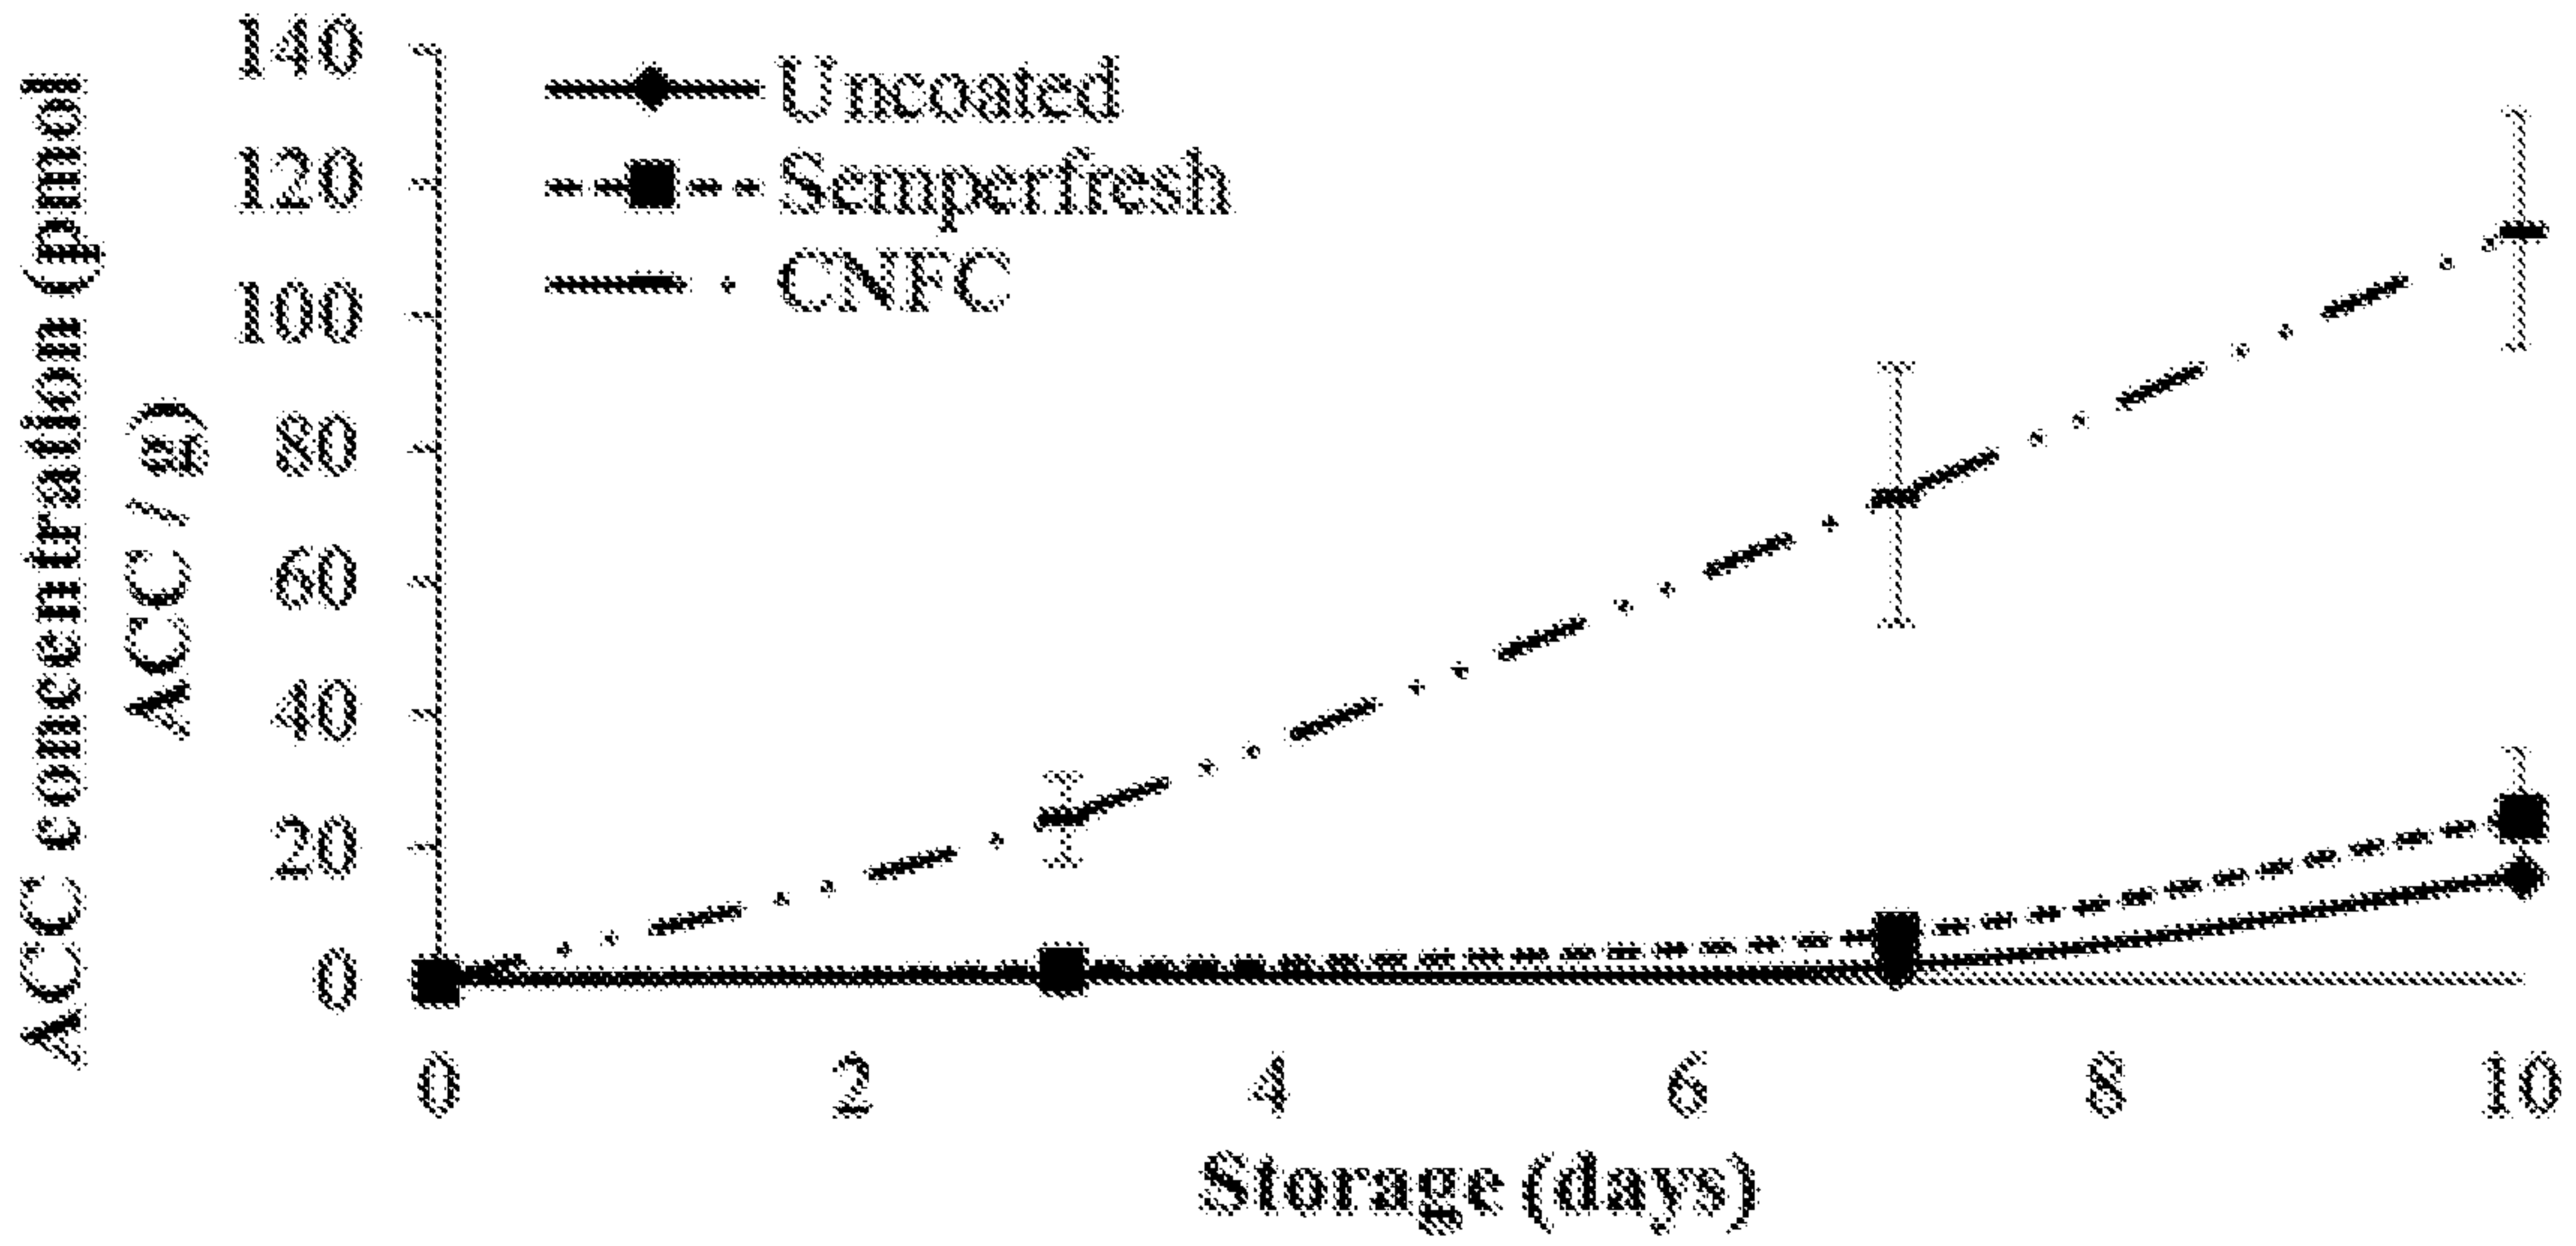 ACC concentration (pmol
ACC / g)
140
120
100
80
60
40
20
0
Uncoated
Semperfresh
CNFC
0 2 4 6 8 10
Storage (days)